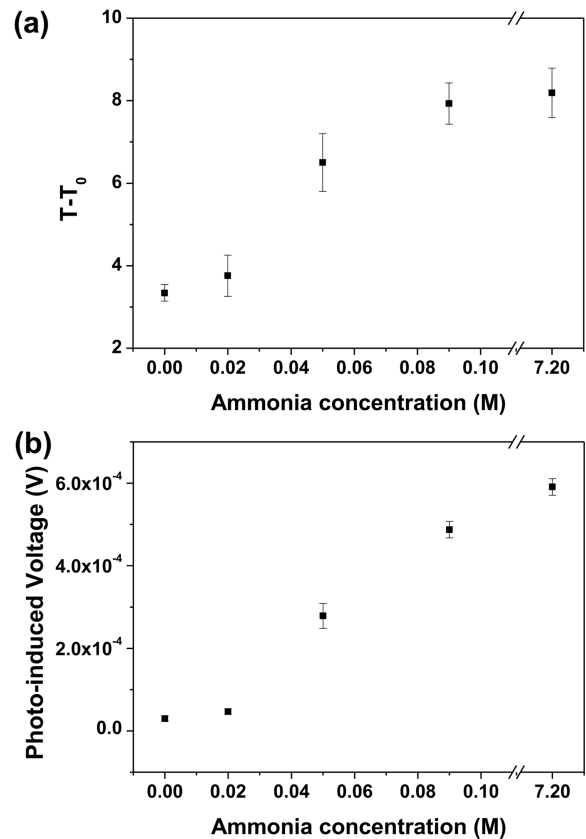 (a)
10
8
6
4
2
T-T₀
0.00 0.02 0.04 0.06 0.08 0.10 7.20
Ammonia concentration (M)
(b)
6.0x10⁻⁴
4.0x10⁻⁴
2.0x10⁻⁴
0.0
Photo-induced Voltage (V)
0.00 0.02 0.04 0.06 0.08 0.10 7.20
Ammonia concentration (M)